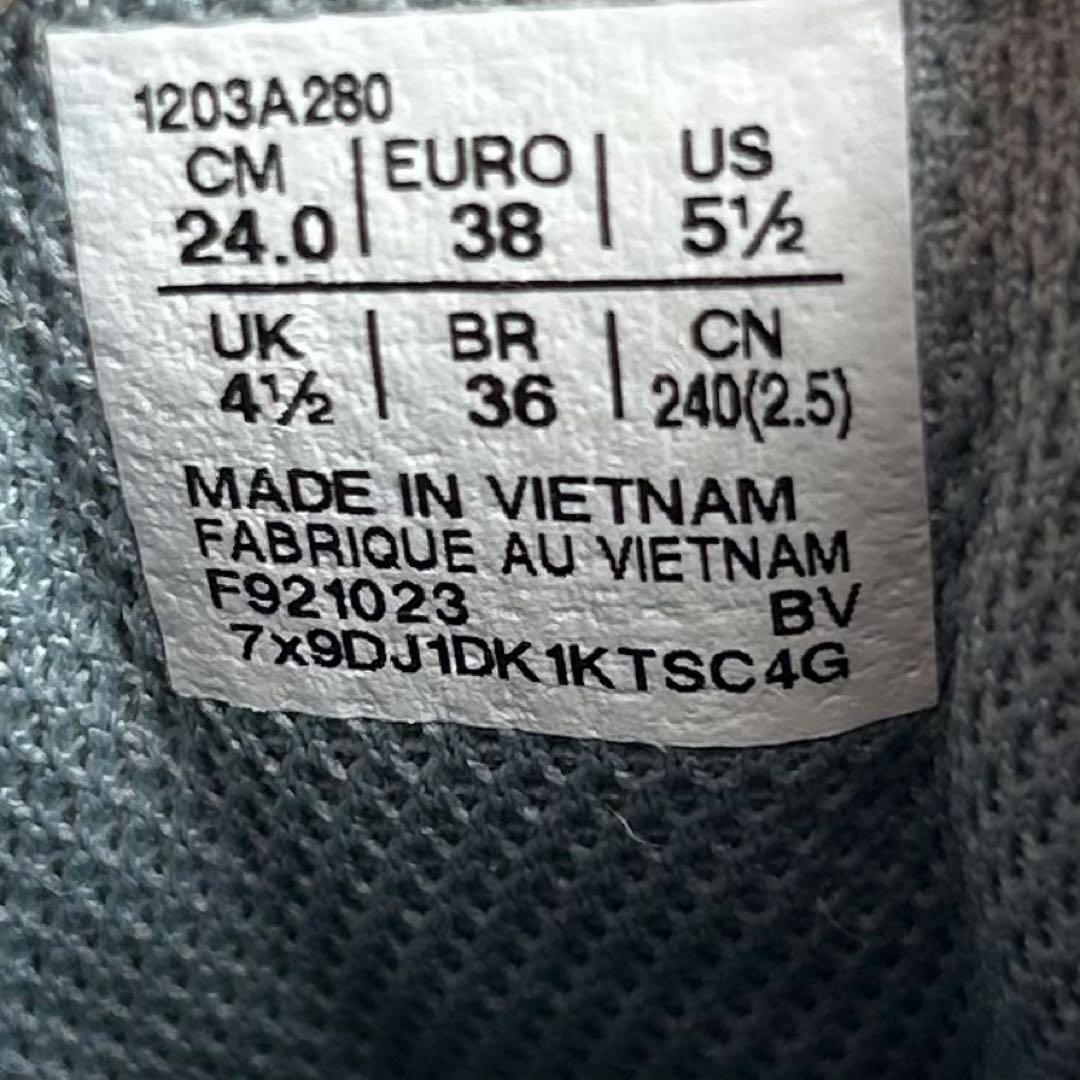 1203A280
CM | EURO | US
24.0 | 38 | 5½
UK | BR | CN
4½ | 36 | 240(2.5)
MADE IN VIETNAM
FABRIQUE AU VIETNAM
F921023 BV
7x9DJ1DK1KTSC4G